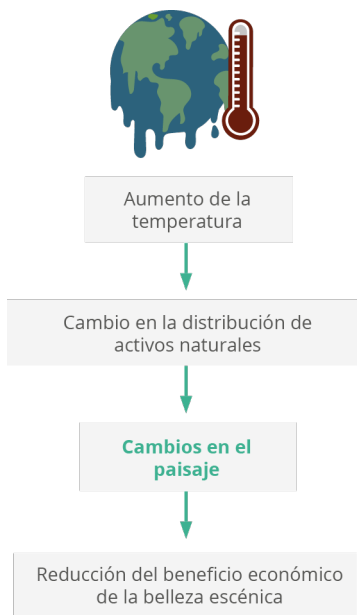 Aumento de la
temperatura
Cambio en la distribución de
activos naturales
Cambios en el
paisaje
Reducción del beneficio económico
de la belleza escénica